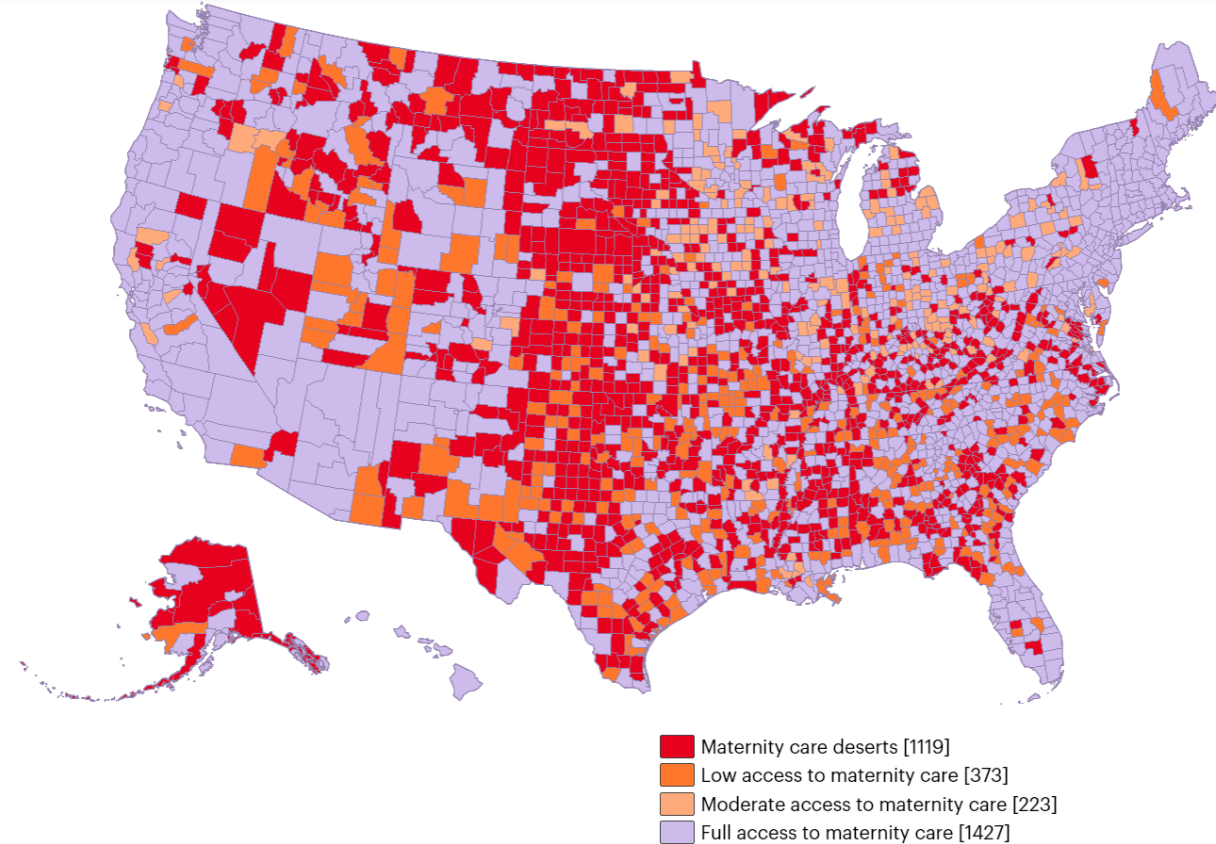 Maternity care deserts [1119]
Low access to maternity care [373]
Moderate access to maternity care [223]
Full access to maternity care [1427]